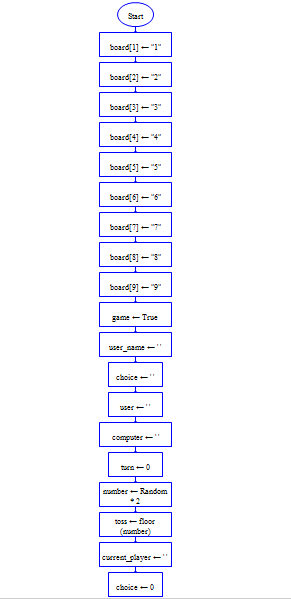 Start
board[1] ← "1"
board[2] ← "2"
board[3] ← "3"
board[4] ← "4"
board[5] ← "5"
board[6] ← "6"
board[7] ← "7"
board[8] ← "8"
board[9] ← "9"
game ← True
user_name ← ''
choice ← ''
user ← ''
computer ← ''
turn ← 0
number ← Random
* 2
toss ← floor
(number)
current_player ← ''
choice ← 0